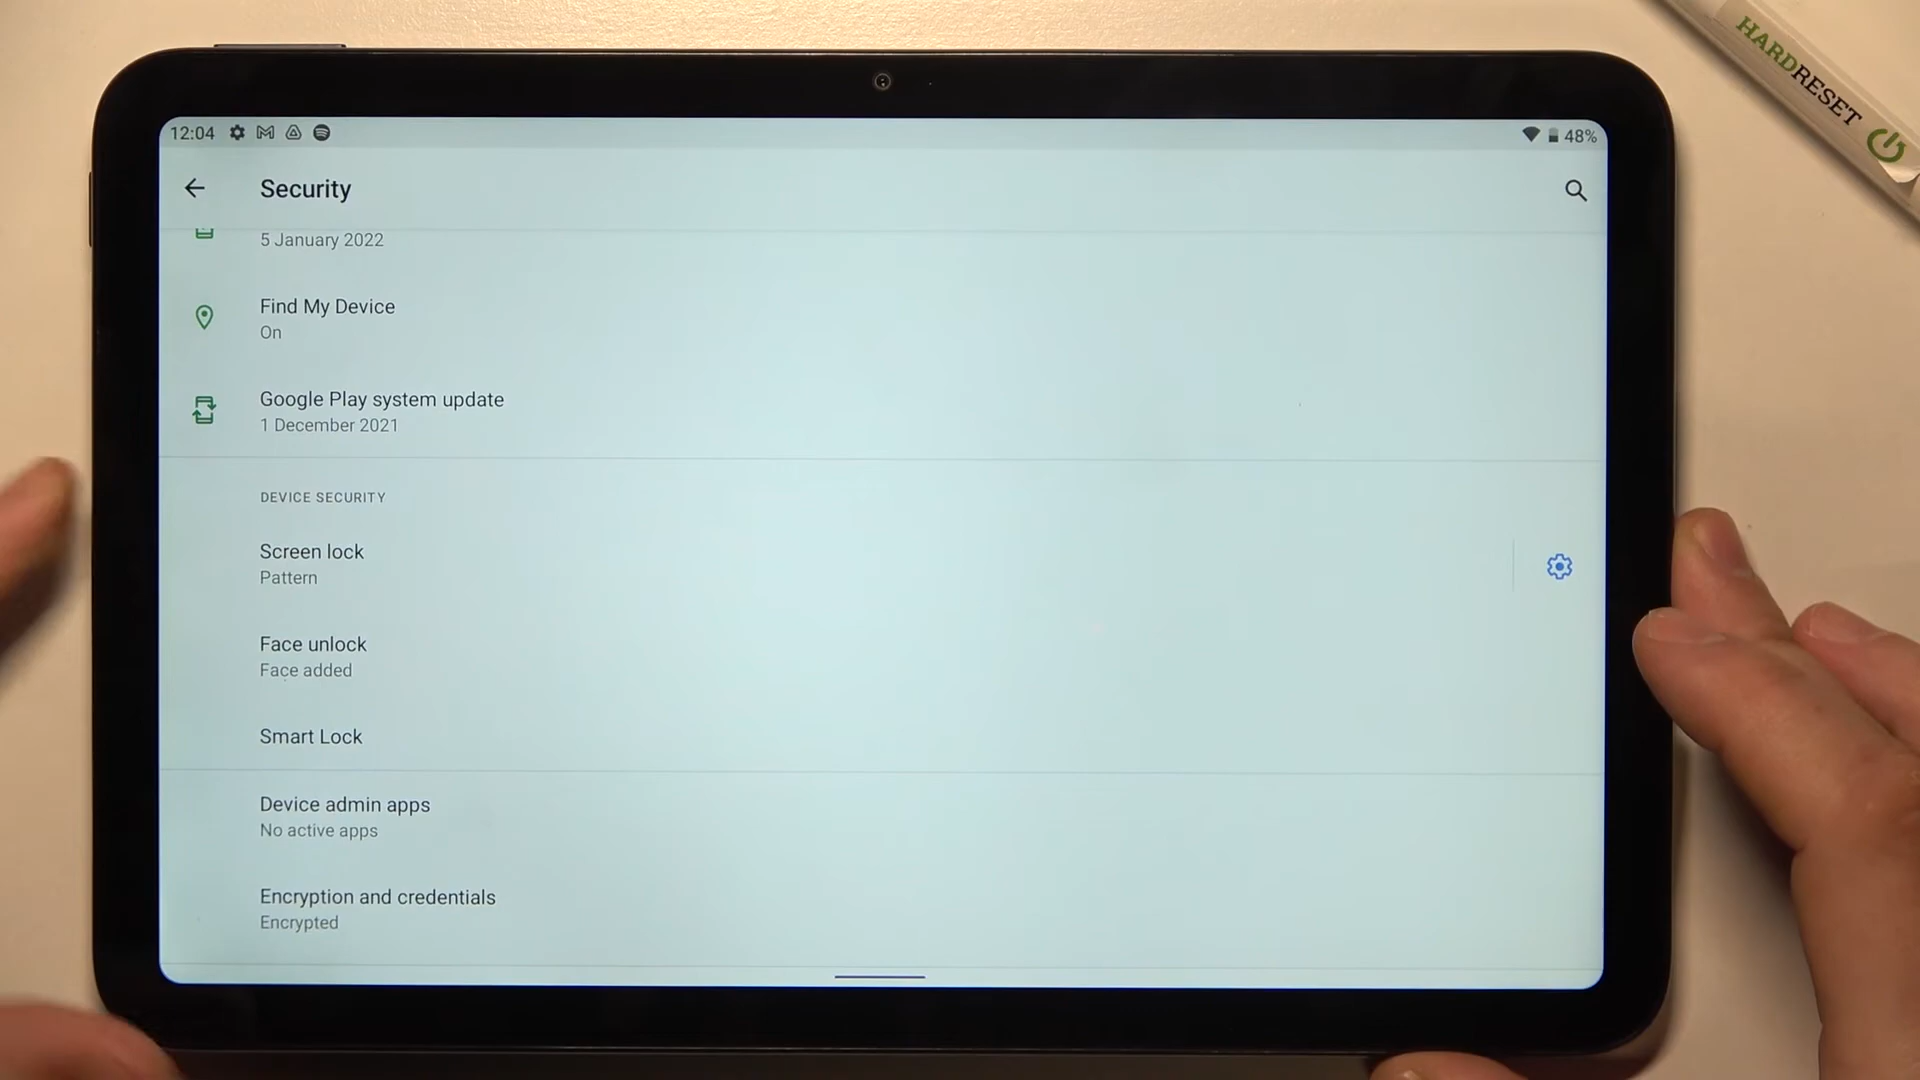 HARDRESET
12:04
48%
Security
5 January 2022
Find My Device
On
Google Play system update
1 December 2021
DEVICE SECURITY
Screen lock
Pattern
Face unlock
Face added
Smart Lock
Device admin apps
No active apps
Encryption and credentials
Encrypted